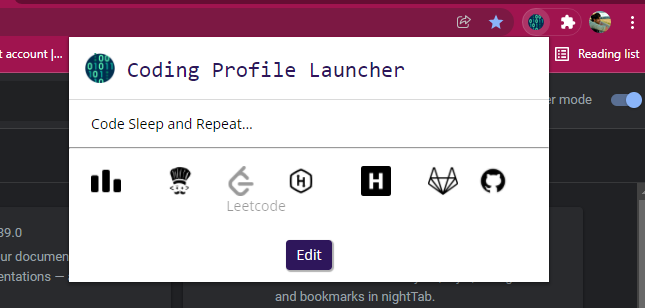 t account |...
Reading list
Coding Profile Launcher
er mode
Code Sleep and Repeat...
H
H
Leetcode
39.0
our documen
entations —
Edit
and bookmarks in nightTab.